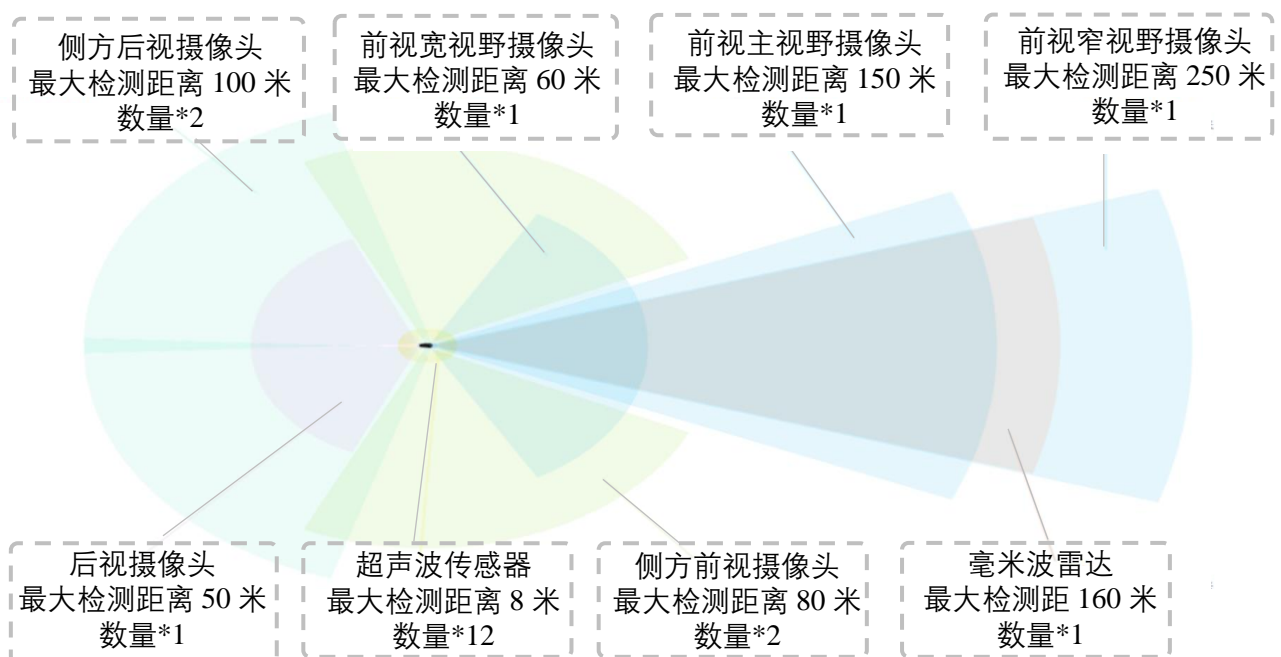 侧方后视摄像头
最大检测距离 100 米
数量*2
前视宽视野摄像头
最大检测距离 60 米
数量*1
前视主视野摄像头
最大检测距离 150 米
数量*1
前视窄视野摄像头
最大检测距离 250 米
数量*1
后视摄像头
最大检测距离 50 米
数量*1
超声波传感器
最大检测距离 8 米
数量*12
侧方前视摄像头
最大检测距离 80 米
数量*2
毫米波雷达
最大检测距 160 米
数量*1